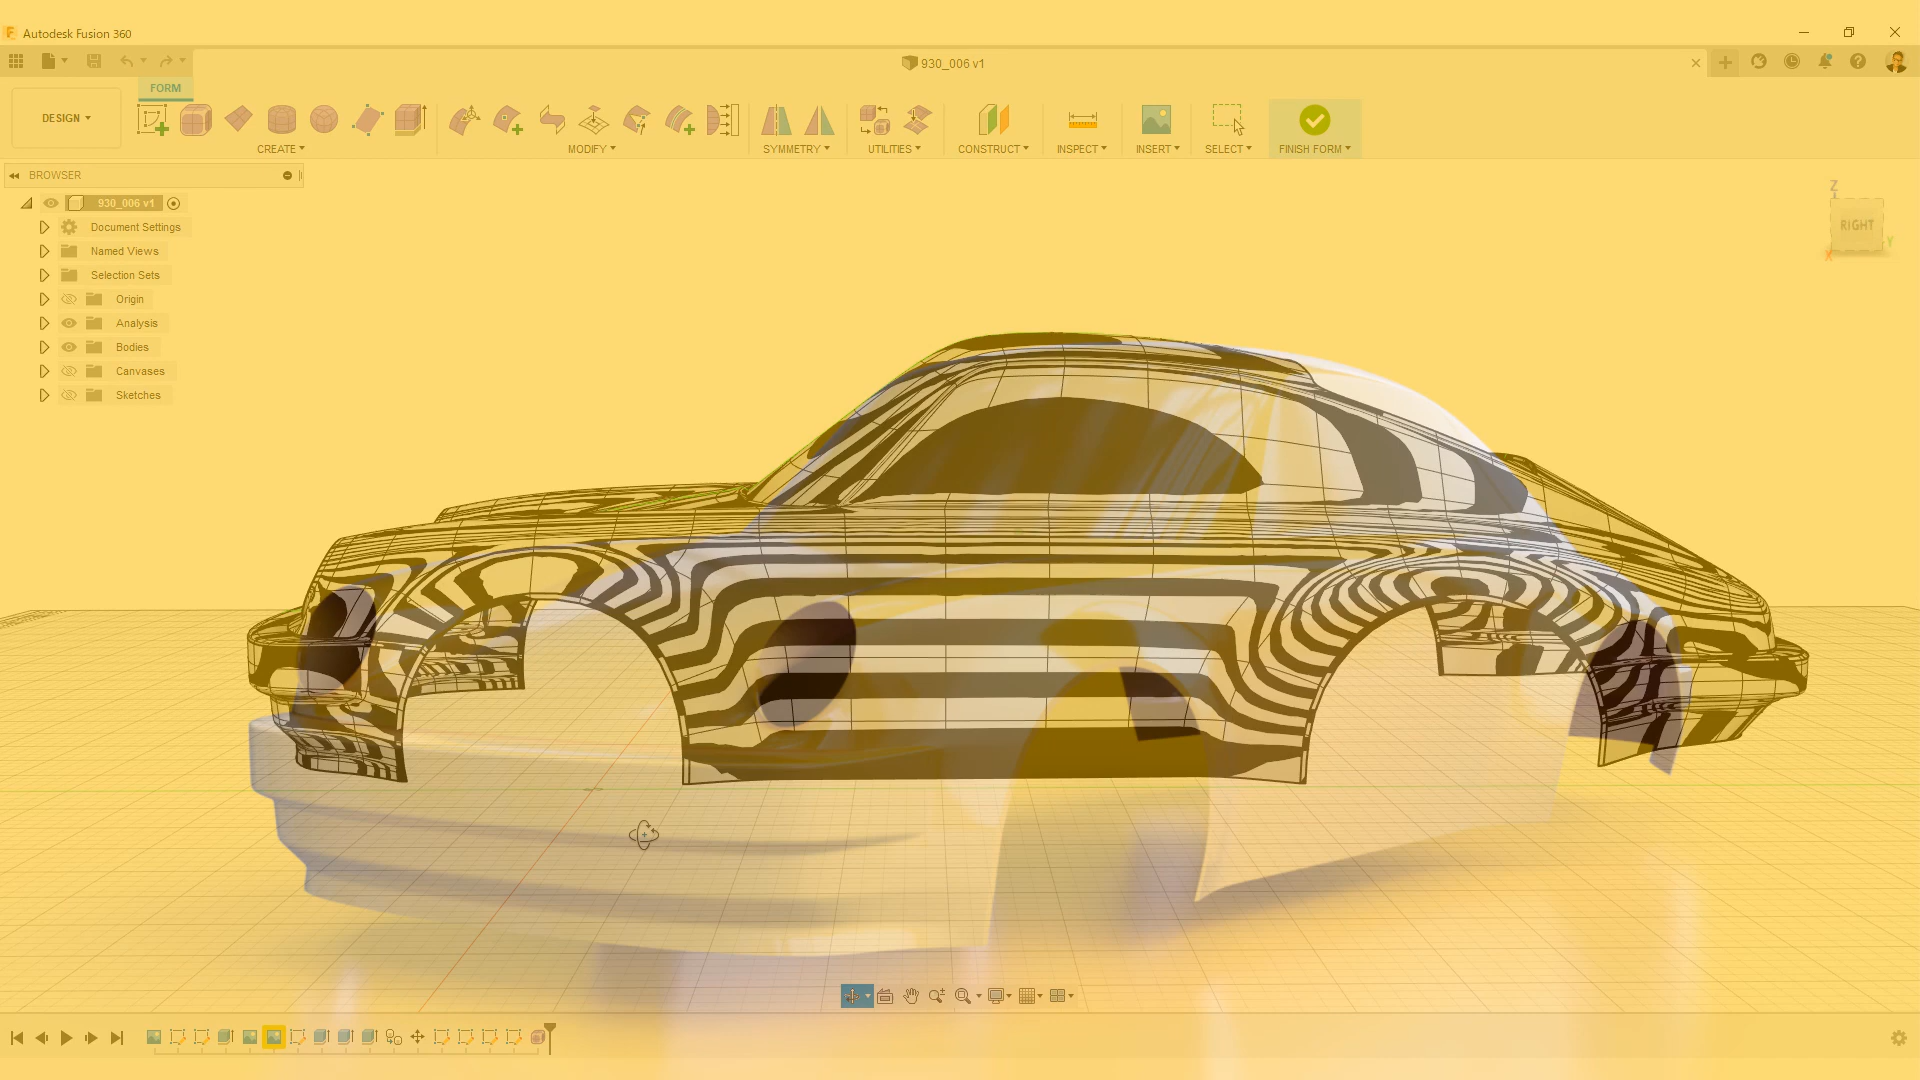 Autodesk Fusion 360
930_006 v1
FORM
DESIGN
CREATE
MODIFY
SYMMETRY
UTILITIES
CONSTRUCT
INSPECT
INSERT
SELECT
FINISH FORM
BROWSER
930_006 v1
Document Settings
Named Views
Selection Sets
Origin
Analysis
Bodies
Canvases
Sketches
Z
RIGHT
Y
X